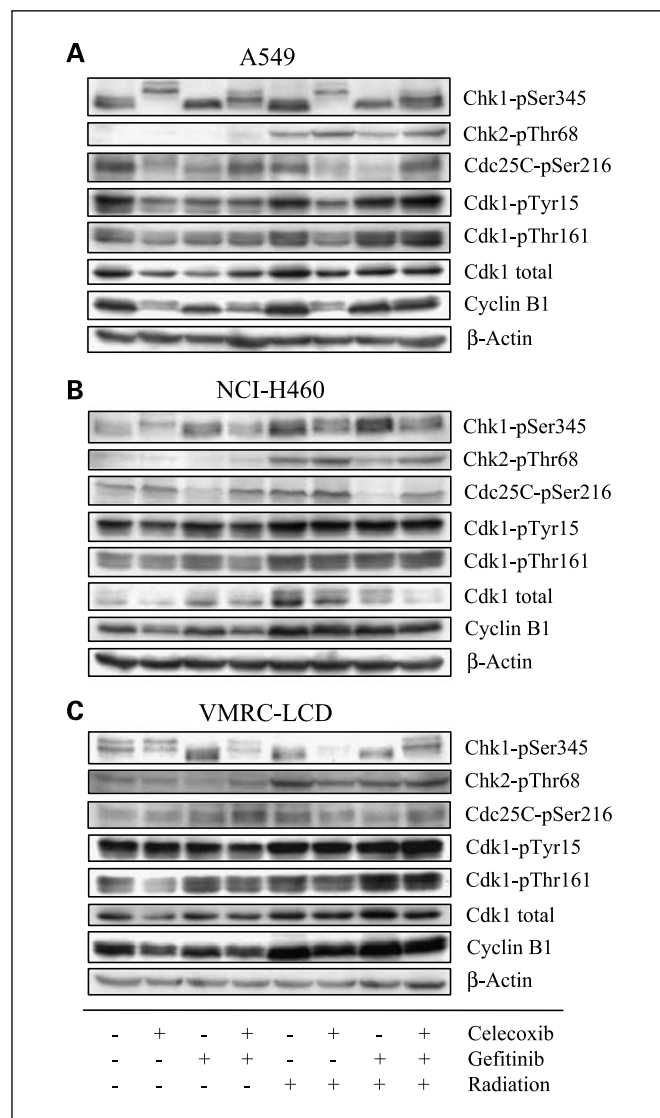 A
A549
Chk1-pSer345
Chk2-pThr68
Cdc25C-pSer216
Cdk1-pTyr15
Cdk1-pThr161
Cdk1 total
Cyclin B1
β-Actin
B
NCI-H460
Chk1-pSer345
Chk2-pThr68
Cdc25C-pSer216
Cdk1-pTyr15
Cdk1-pThr161
Cdk1 total
Cyclin B1
β-Actin
C
VMRC-LCD
Chk1-pSer345
Chk2-pThr68
Cdc25C-pSer216
Cdk1-pTyr15
Cdk1-pThr161
Cdk1 total
Cyclin B1
β-Actin
- + - + - + - + Celecoxib
- - + + - - + + Gefitinib
- - - - + + + + Radiation